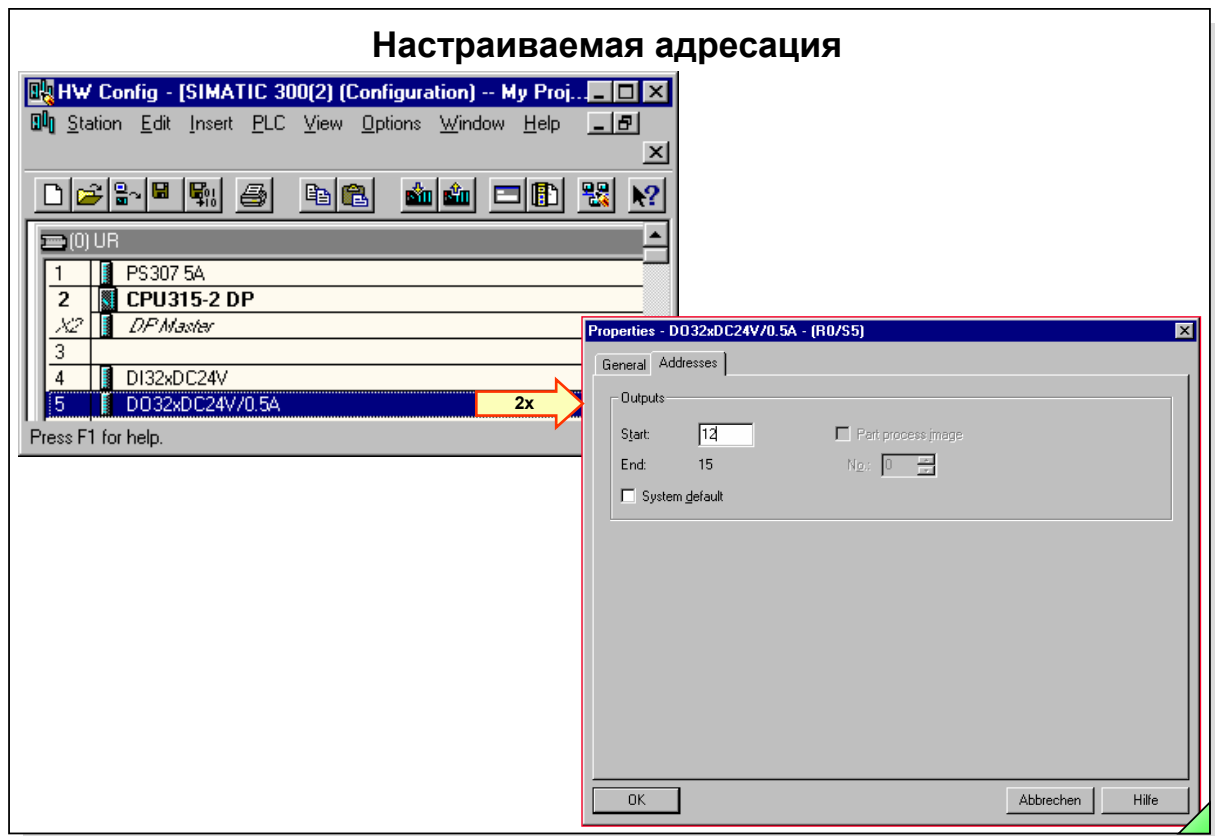 Настраиваемая адресация
HW Config - [SIMATIC 300(2) (Configuration) -- My Proj...
Station Edit Insert PLC View Options Window Help
(0) UR
1 PS307 5A
2 CPU315-2 DP
X2 DP Master
3
4 DI32xDC24V
5 DO32xDC24V/0.5A
2x
Press F1 for help.
Properties - DO32xDC24V/0.5A - (R0/S5)
General Addresses
Outputs
Start: 12 Part process image
End: 15 No.: 0
System default
OK Abbrechen Hilfe